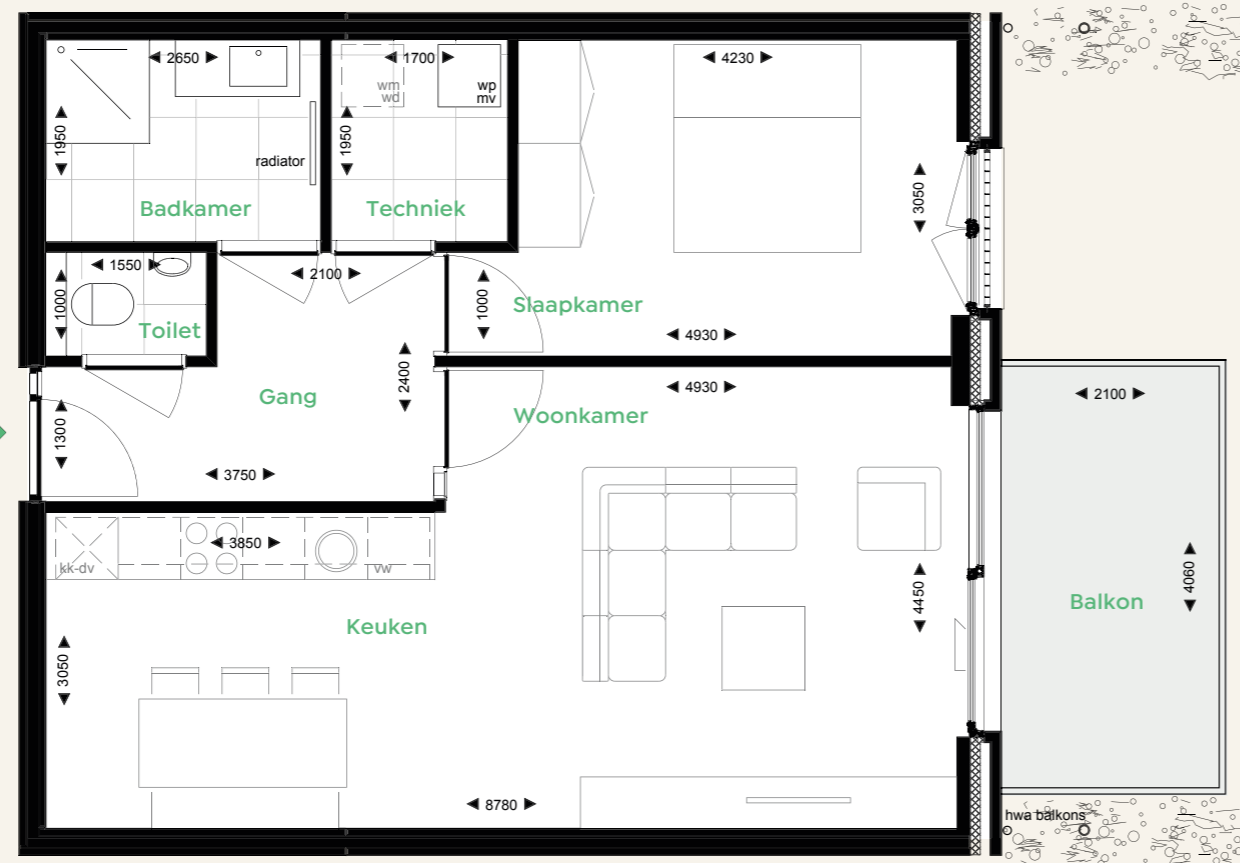 2650
1700
4230
wm
wd
wp
mv
1950
1950
radiator
3050
Badkamer
Techniek
1550
2100
1000
1000
Slaapkamer
Toilet
4930
2400
4930
2100
Gang
Woonkamer
1300
3750
3850
kk-dv
vw
4450
4060
Balkon
Keuken
3050
8780
hwa balkons